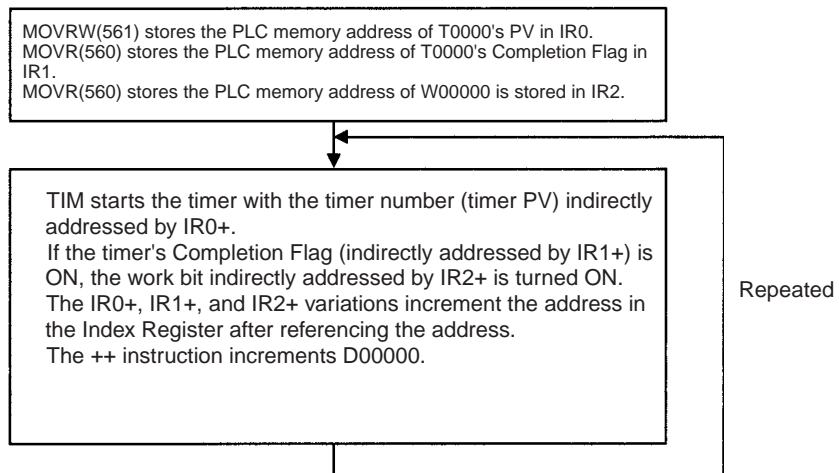 MOVRW(561) stores the PLC memory address of T0000's PV in IR0.
MOVR(560) stores the PLC memory address of T0000's Completion Flag in
IR1.
MOVR(560) stores the PLC memory address of W00000 is stored in IR2.
TIM starts the timer with the timer number (timer PV) indirectly
addressed by IR0+.
If the timer's Completion Flag (indirectly addressed by IR1+) is
ON, the work bit indirectly addressed by IR2+ is turned ON.
The IR0+, IR1+, and IR2+ variations increment the address in
the Index Register after referencing the address.
The ++ instruction increments D00000.
Repeated